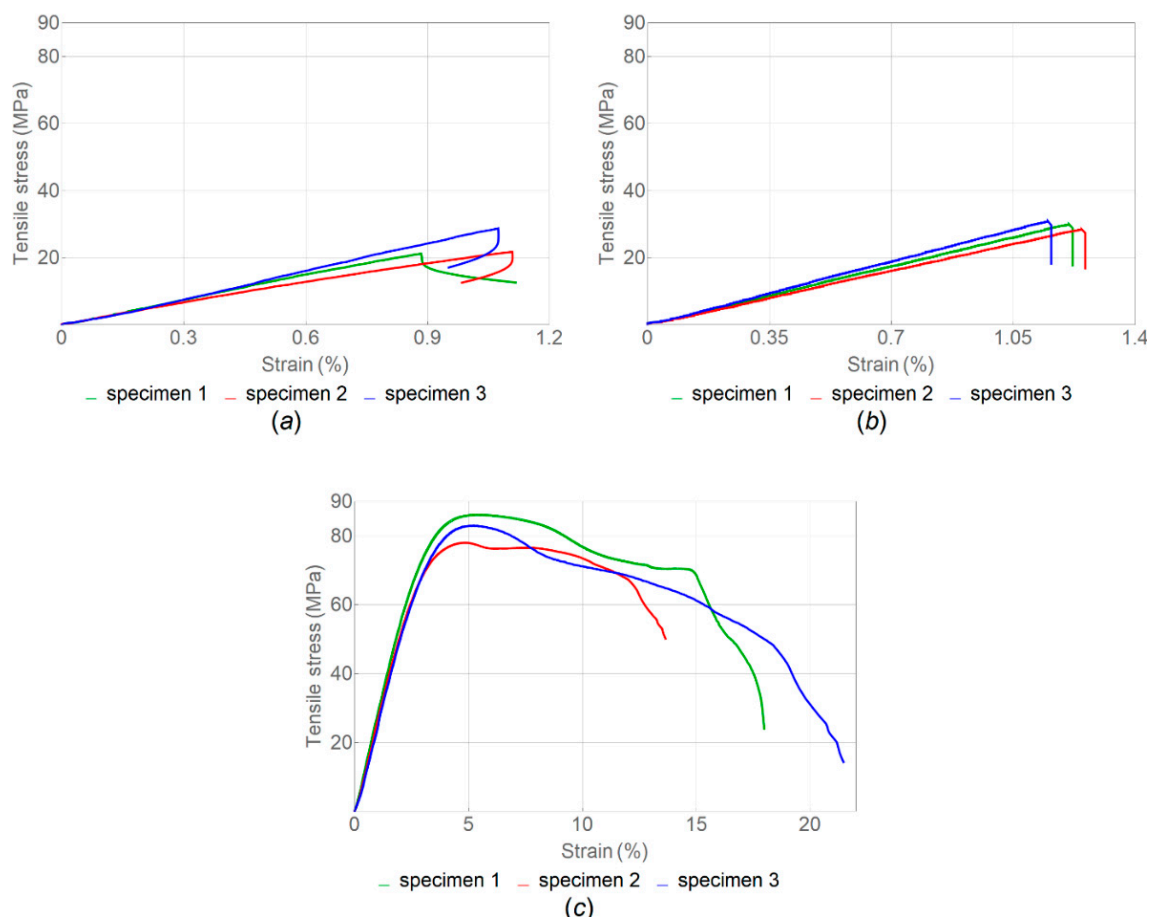 90
80
60
40
20
Tensile stress (MPa)
0 0.3 0.6 0.9 1.2
Strain (%)
specimen 1 specimen 2 specimen 3
(a)
90
80
60
40
20
Tensile stress (MPa)
0 0.35 0.7 1.05 1.4
Strain (%)
specimen 1 specimen 2 specimen 3
(b)
90
80
60
40
20
Tensile stress (MPa)
0 5 10 15 20
Strain (%)
specimen 1 specimen 2 specimen 3
(c)